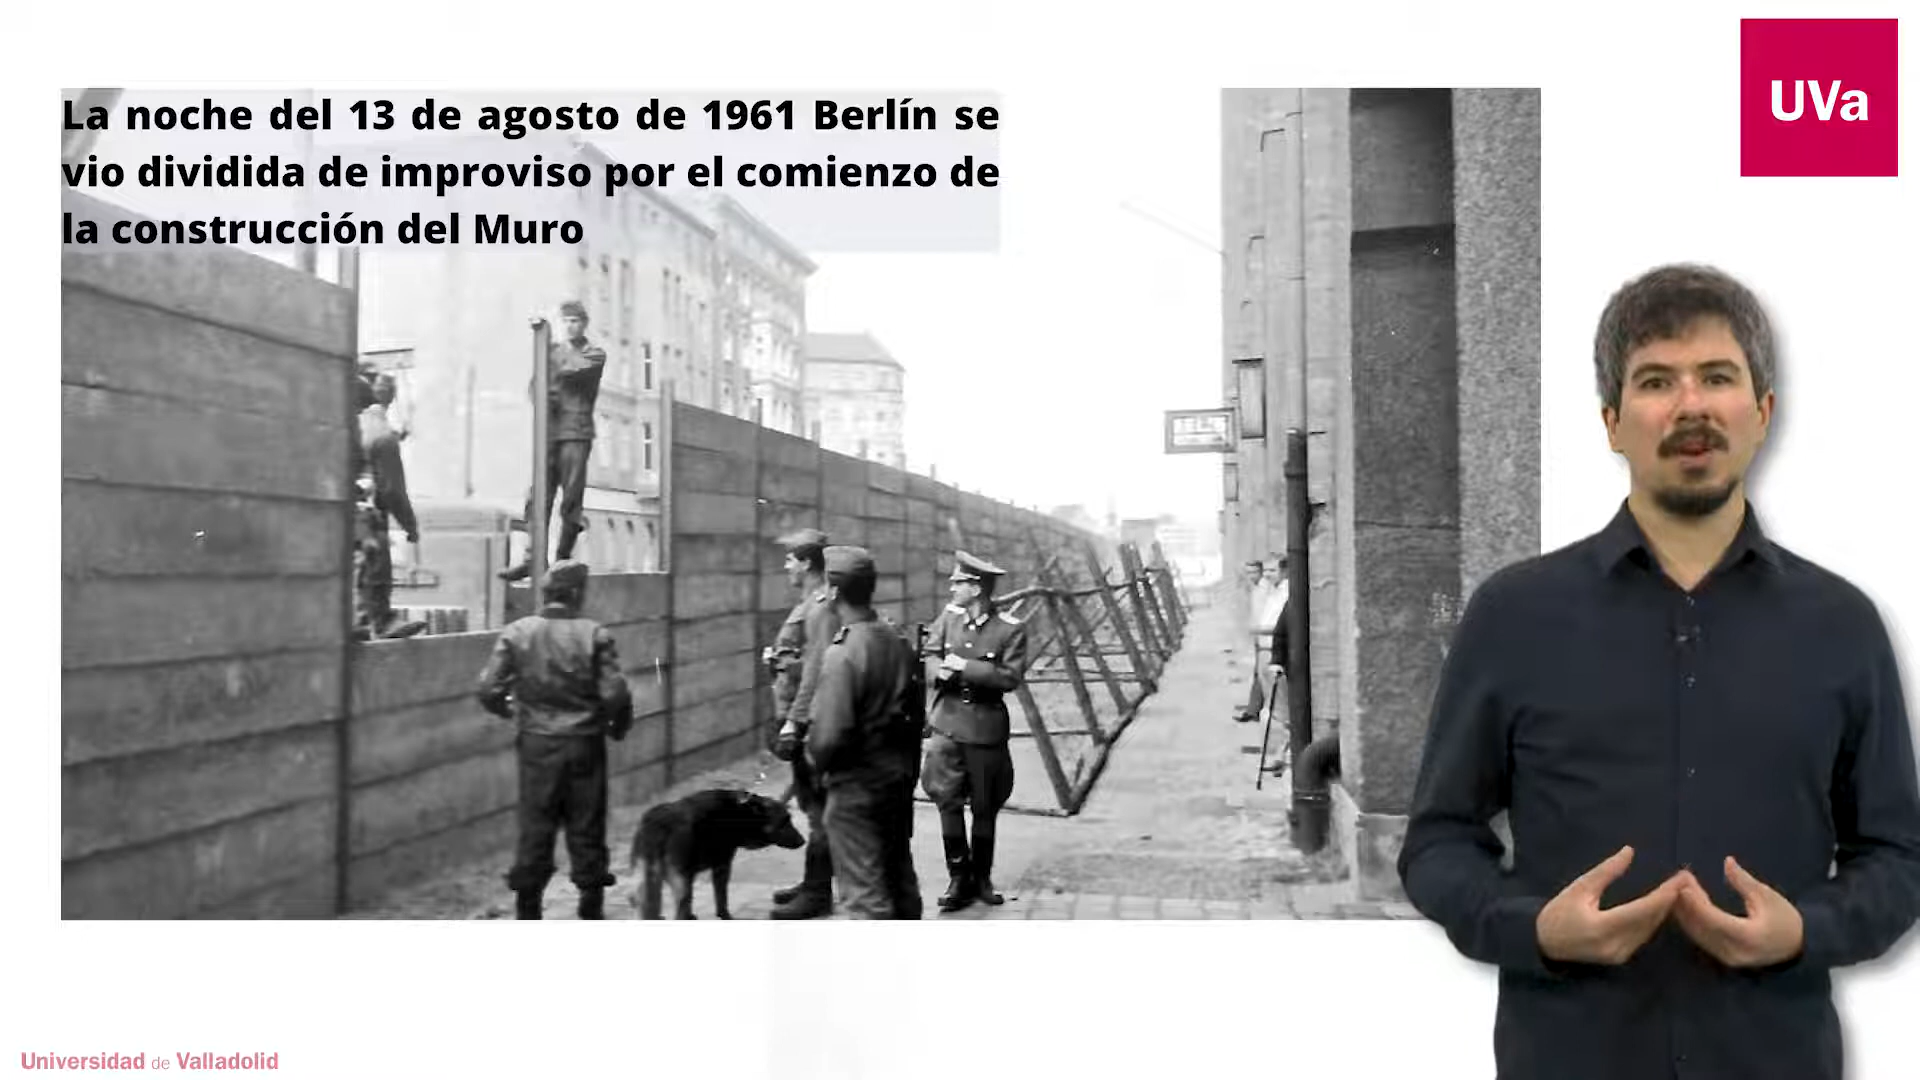 La noche del 13 de agosto de 1961 Berlín se
vio dividida de improviso por el comienzo de
la construcción del Muro
UVa
Universidad de Valladolid